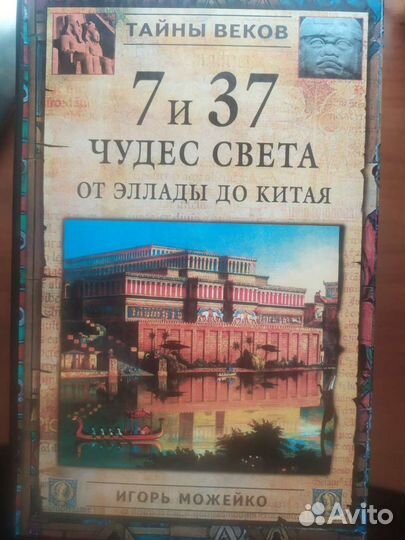 ТАЙНЫ ВЕКОВ
7 и 37
ЧУДЕС СВЕТА
ОТ ЭЛЛАДЫ ДО КИТАЯ
ИГОРЬ МОЖЕЙКО
Avito